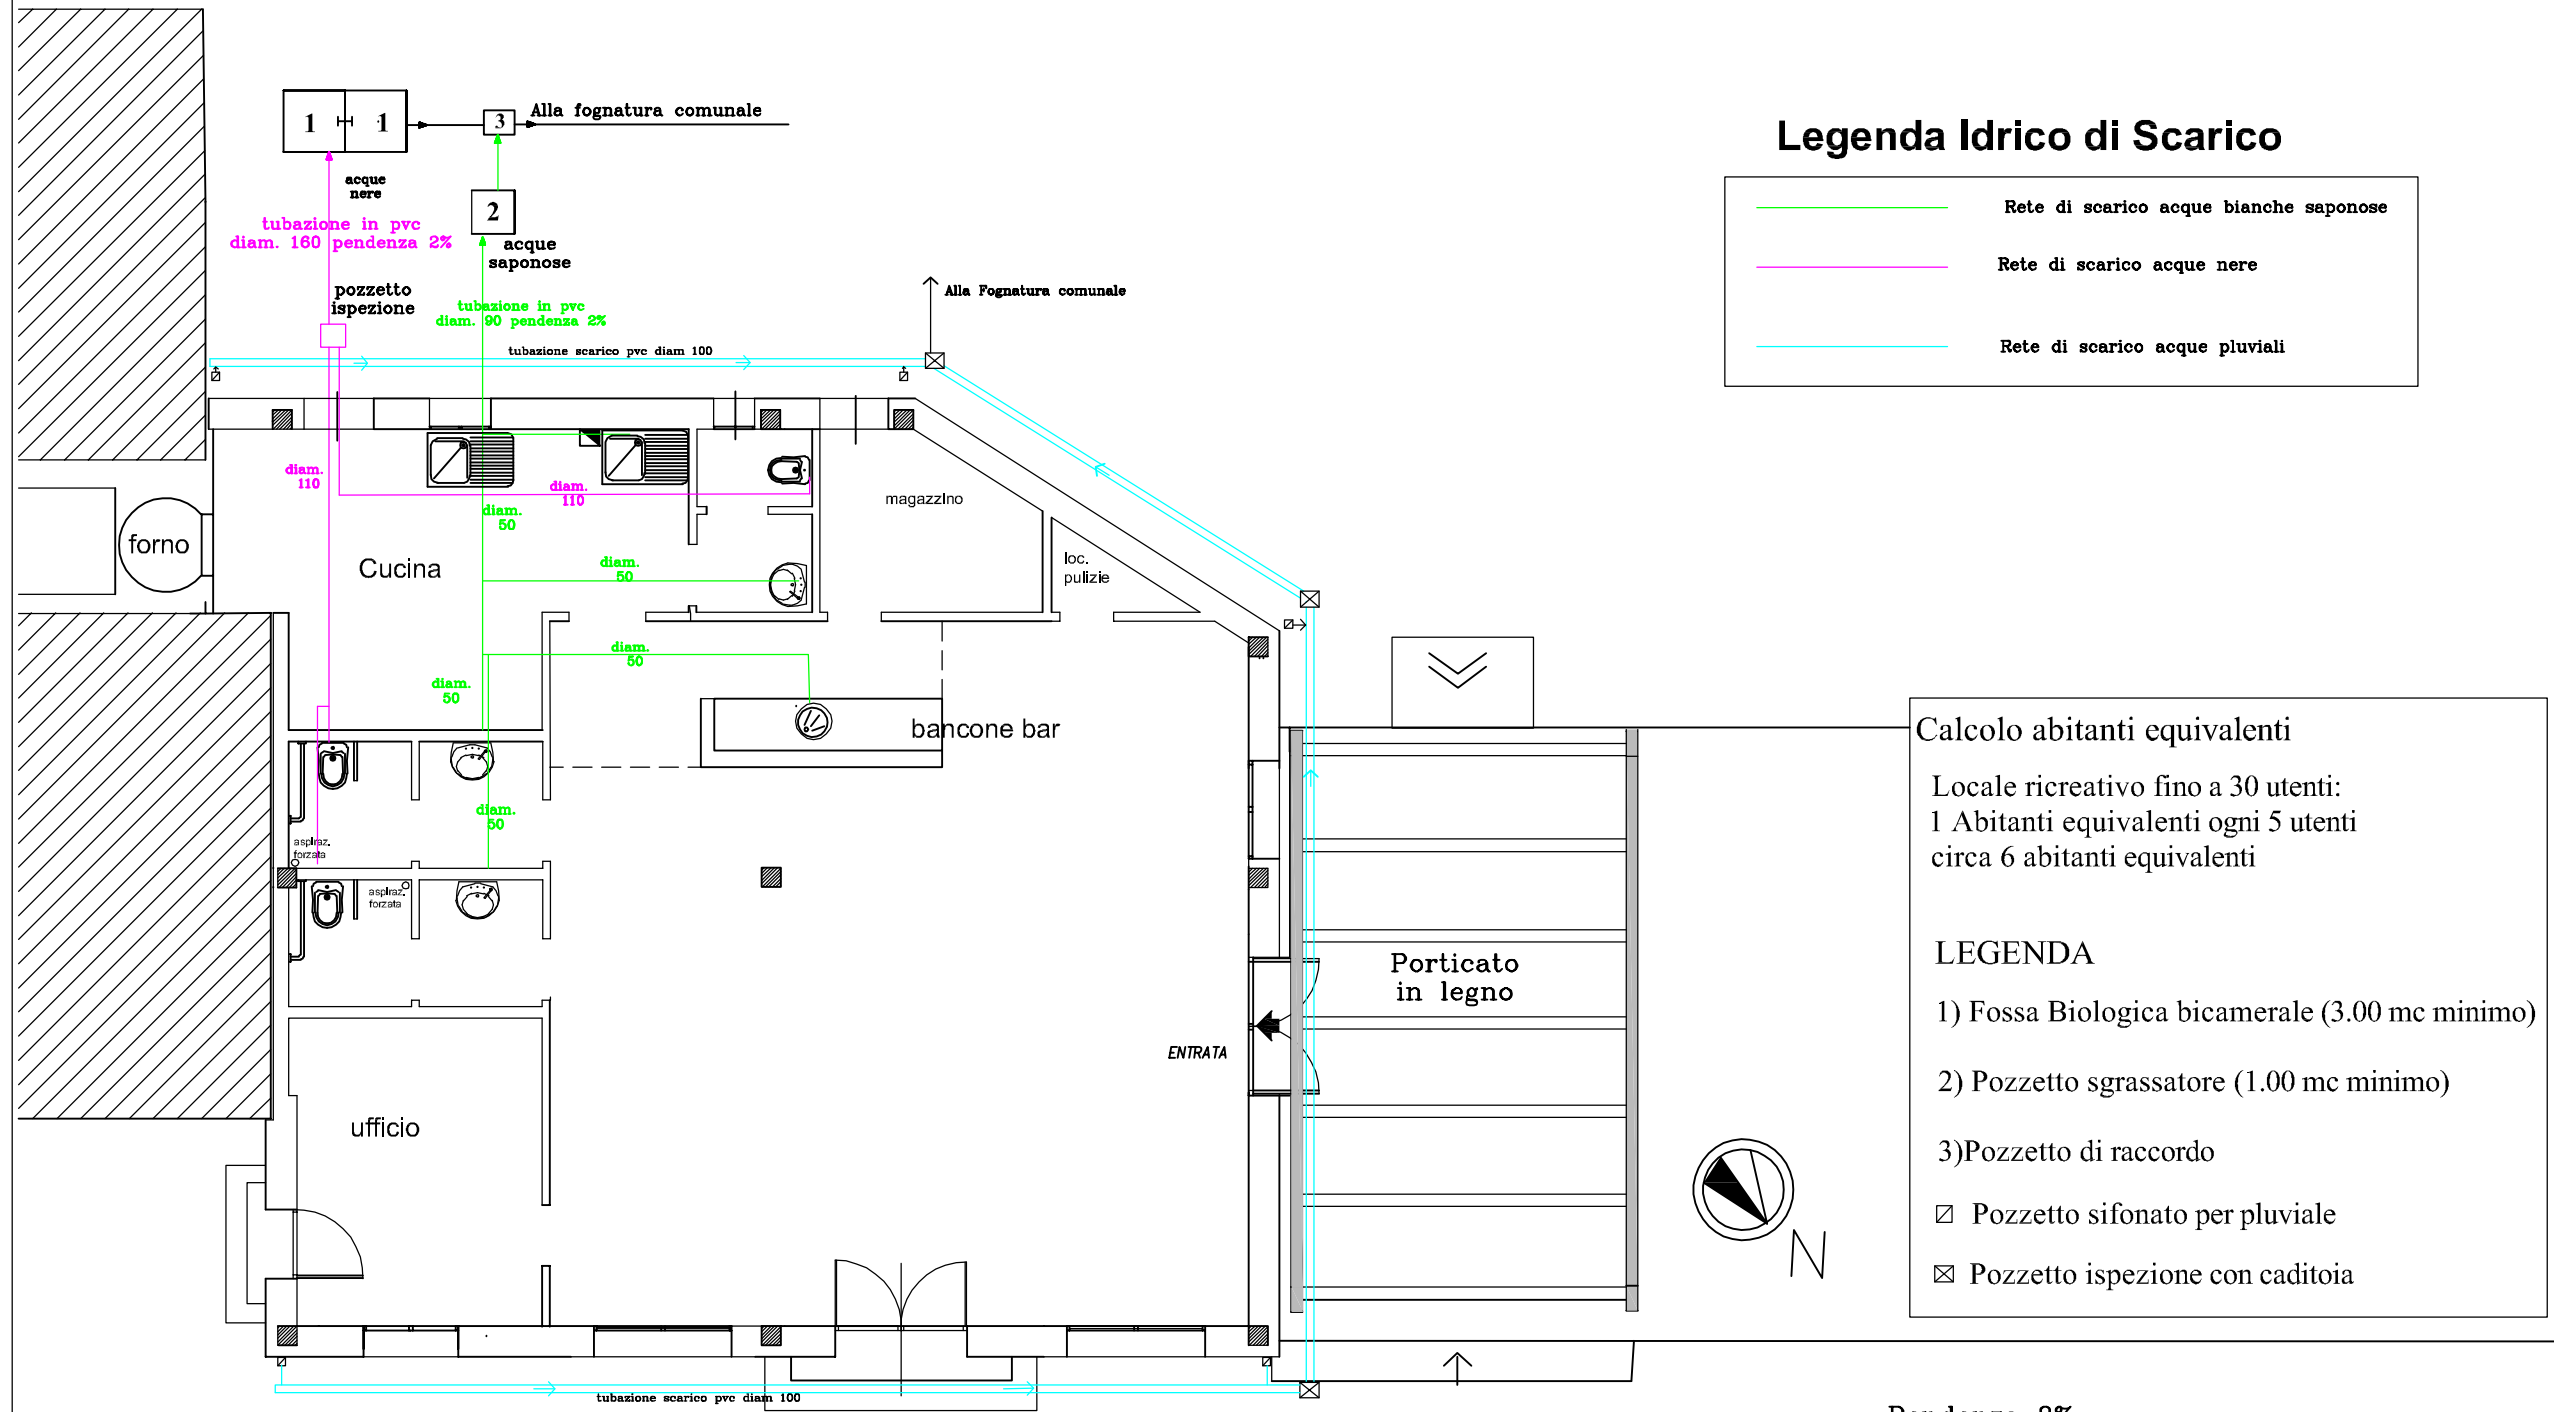 1
1
3
Alla fognatura comunale
acque
nere
2
tubazione in pvc
diam. 160 pendenza 2%
acque
saponose
pozzetto
ispezione
tubazione in pvc
diam. 90 pendenza 2%
Alla Fognatura comunale
tubazione scarico pvc diam 100
Legenda Idrico di Scarico
Rete di scarico acque bianche saponose
Rete di scarico acque nere
Rete di scarico acque pluviali
diam.
110
diam.
110
diam.
50
magazzino
forno
Cucina
diam.
50
loc.
pulizie
diam.
50
diam.
50
bancone bar
diam.
50
aspiraz.
forzata
aspiraz.
forzata
Porticato
in legno
ENTRATA
ufficio
N
tubazione scarico pvc diam 100
Calcolo abitanti equivalenti
Locale ricreativo fino a 30 utenti:
1 Abitanti equivalenti ogni 5 utenti
circa 6 abitanti equivalenti
LEGENDA
1) Fossa Biologica bicamerale (3.00 mc minimo)
2) Pozzetto sgrassatore (1.00 mc minimo)
3)Pozzetto di raccordo
Pozzetto sifonato per pluviale
Pozzetto ispezione con caditoia